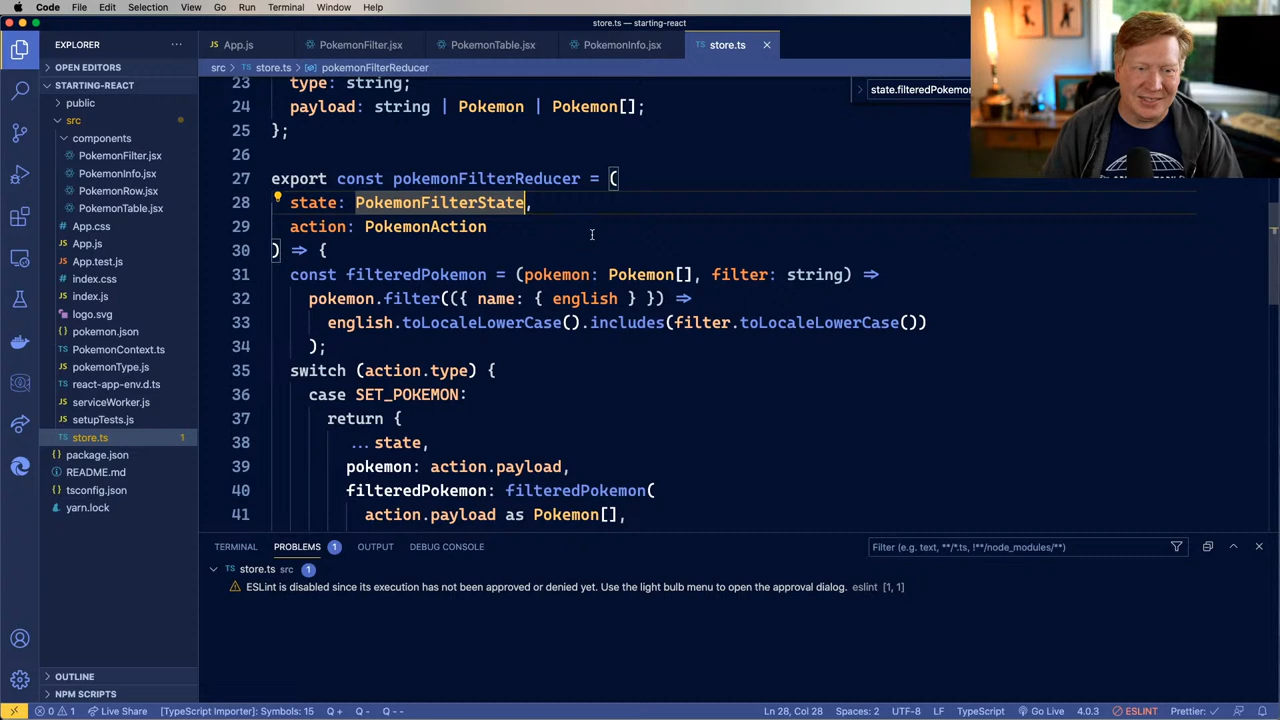 Code File Edit Selection View Go Run Terminal Window Help
store.ts — starting-react
EXPLORER
App.js
PokemonFilter.jsx
PokemonTable.jsx
PokemonInfo.jsx
store.ts
OPEN EDITORS
src > store.ts > pokemonFilterReducer
STARTING-REACT
public
src
components
PokemonFilter.jsx
PokemonInfo.jsx
PokemonRow.jsx
PokemonTable.jsx
App.css
App.js
App.test.js
index.css
index.js
logo.svg
pokemon.json
PokemonContext.ts
pokemonType.js
react-app-env.d.ts
serviceWorker.js
setupTests.js
store.ts 1
package.json
README.md
tsconfig.json
yarn.lock
OUTLINE
NPM SCRIPTS
state.filteredPokemon
23 type: string;
24 payload: string | Pokemon | Pokemon[];
25 };
26
27 export const pokemonFilterReducer = (
28 state: PokemonFilterState,
29 action: PokemonAction
30 ) => {
31 const filteredPokemon = (pokemon: Pokemon[], filter: string) =>
32 pokemon.filter(({ name: { english } }) =>
33 english.toLocaleLowerCase().includes(filter.toLocaleLowerCase())
34 );
35 switch (action.type) {
36 case SET_POKEMON:
37 return {
38 ...state,
39 pokemon: action.payload,
40 filteredPokemon: filteredPokemon(
41 action.payload as Pokemon[],
TERMINAL PROBLEMS 1 OUTPUT DEBUG CONSOLE
Filter (e.g. text, **/*.ts, !**/node_modules/**)
store.ts src 1
ESLint is disabled since its execution has not been approved or denied yet. Use the light bulb menu to open the approval dialog. eslint [1, 1]
0 1 Live Share [TypeScript Importer]: Symbols: 15 Q + Q - Q - - Ln 28, Col 28 Spaces: 2 UTF-8 LF TypeScript Go Live 4.0.3 ESLINT Prettier: